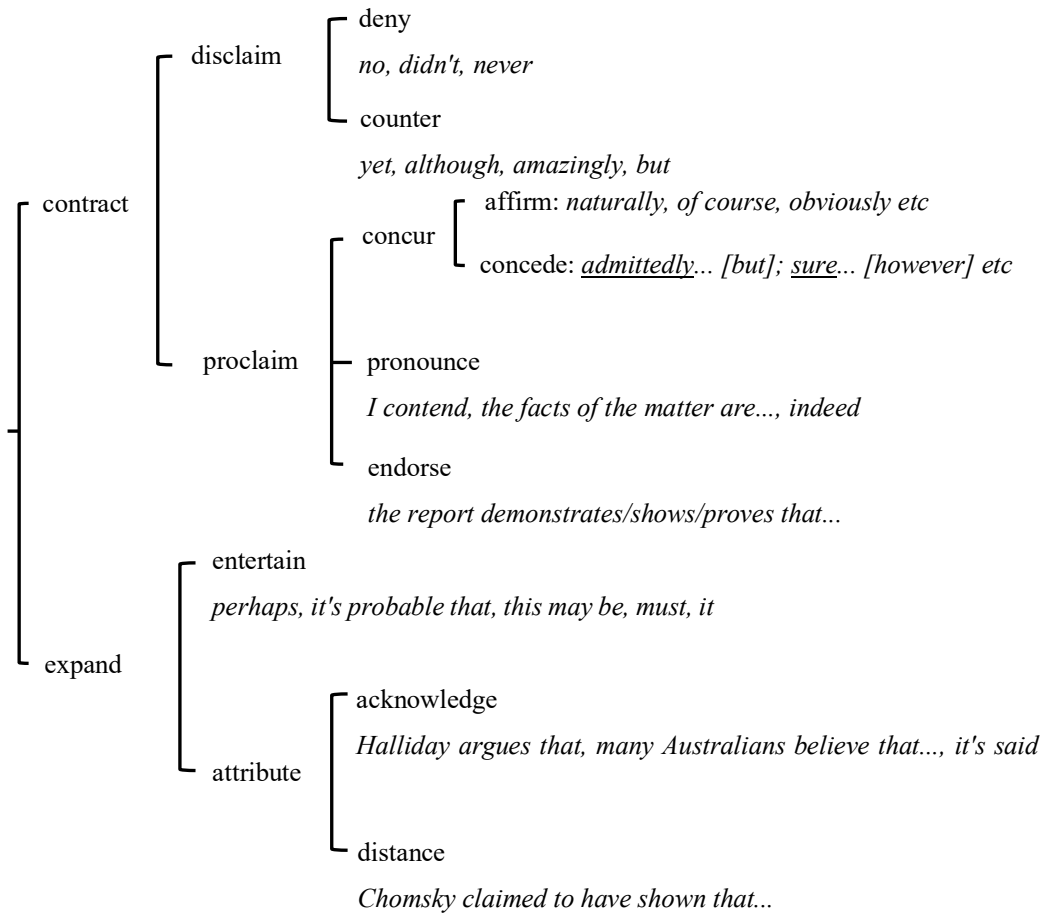 deny
disclaim
no, didn't, never
counter
yet, although, amazingly, but
contract
affirm: naturally, of course, obviously etc
concur
concede: admittedly... [but]; sure... [however] etc
proclaim
pronounce
I contend, the facts of the matter are..., indeed
endorse
the report demonstrates/shows/proves that...
entertain
perhaps, it's probable that, this may be, must, it
expand
acknowledge
Halliday argues that, many Australians believe that..., it's said
attribute
distance
Chomsky claimed to have shown that...